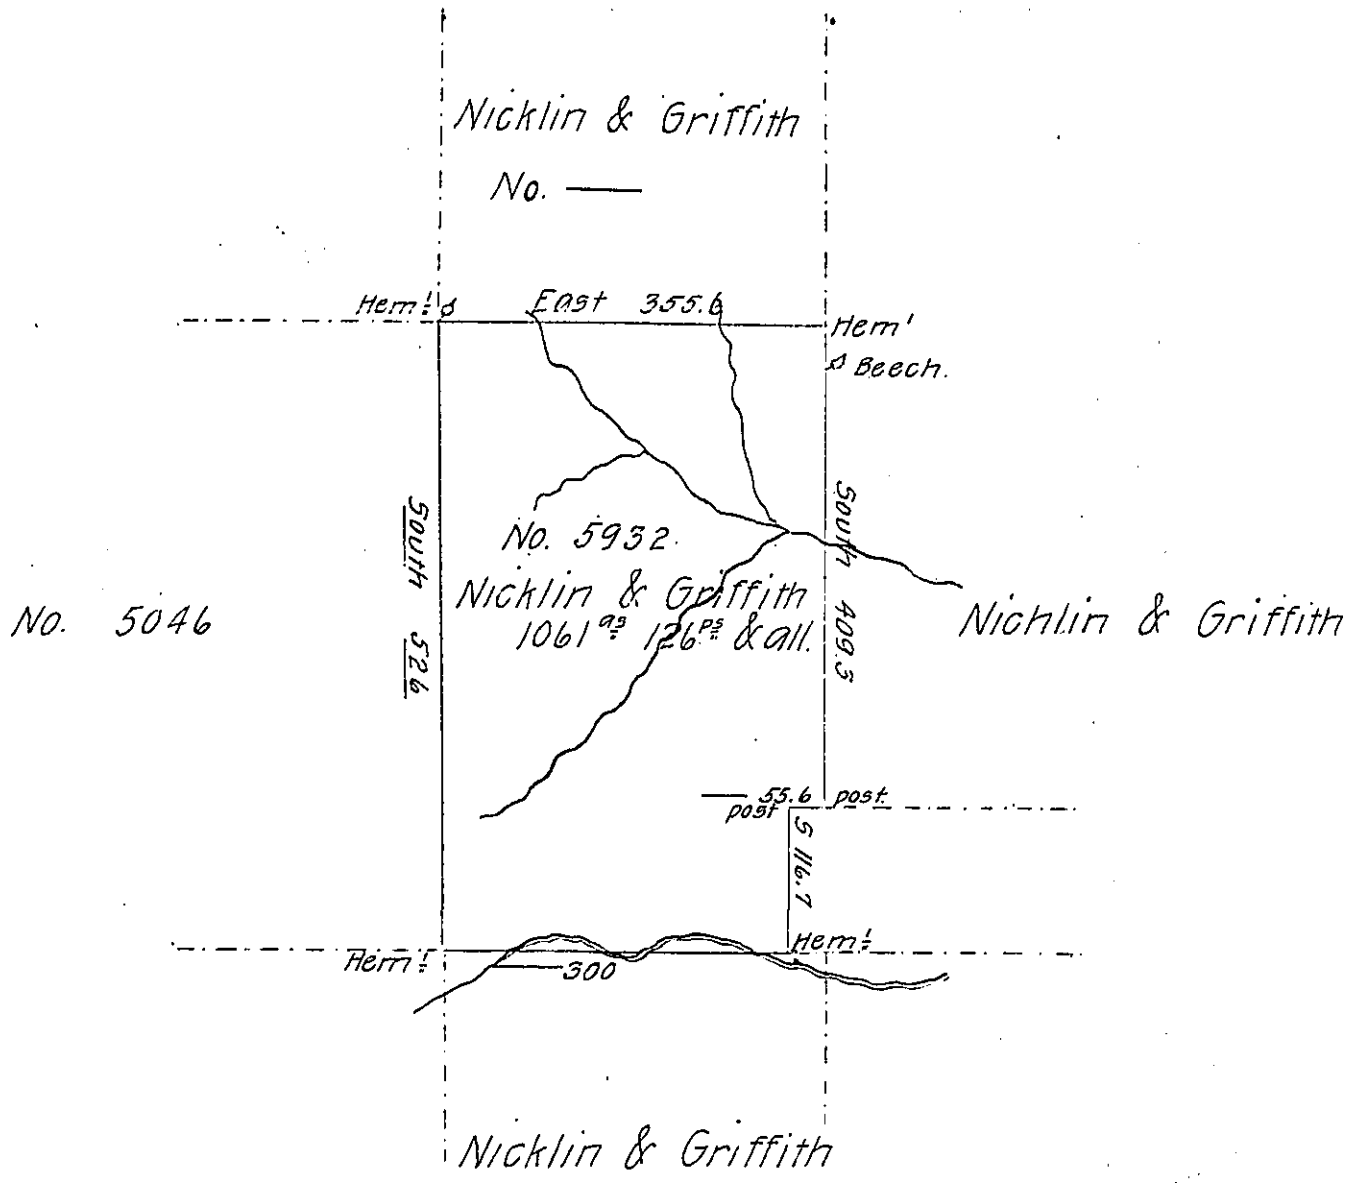 Nicklin & Griffith
No. ——
Hem! East 355.6 Hem'
Beech.
South 526
South 409.5
No. 5932.
Nicklin & Griffith
1061 as 126 ps & all.
No. 5046
Nichlin & Griffith
—— 55.6 post.
post
S 116.7
Hem!
Hem!
——300
Nicklin & Griffith